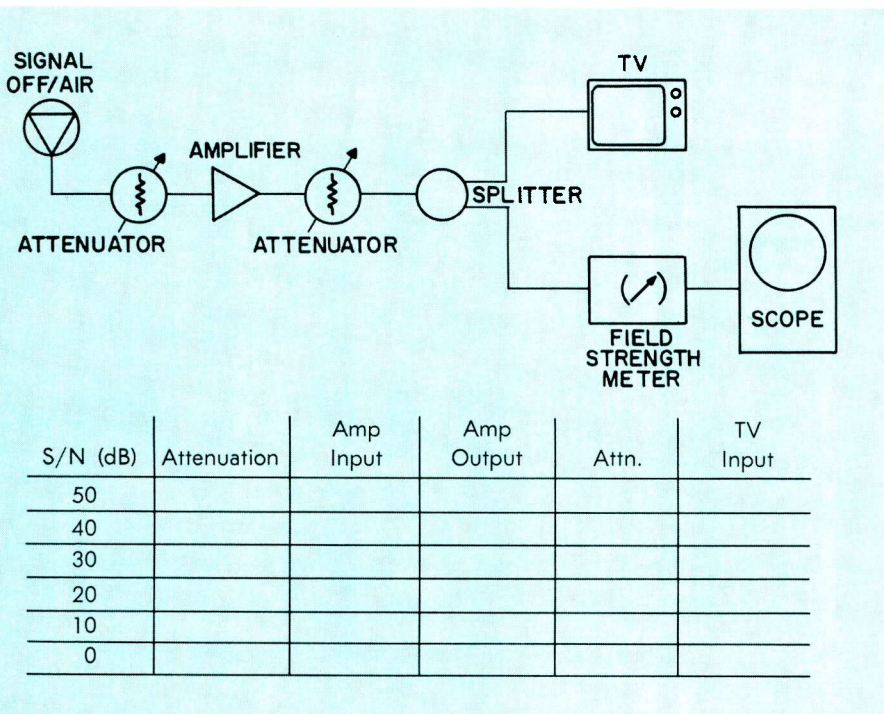 SIGNAL
OFF/AIR
TV
AMPLIFIER
SPLITTER
ATTENUATOR
ATTENUATOR
SCOPE
FIELD
STRENGTH
METER
S/N (dB) Attenuation Amp Input Amp Output Attn. TV Input
50
40
30
20
10
0